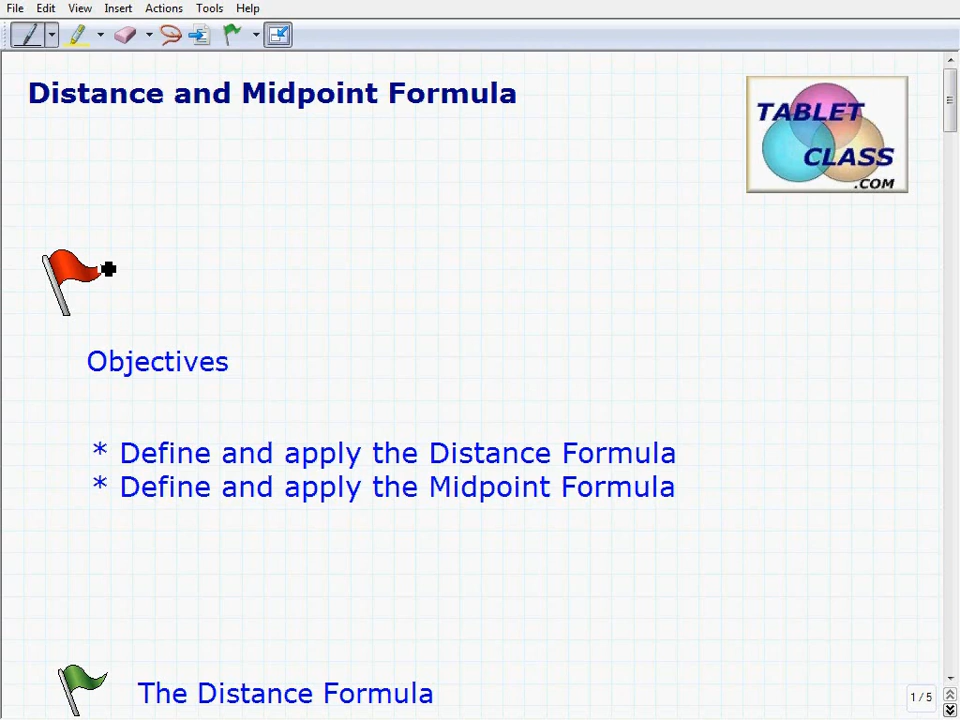 File Edit View Insert Actions Tools Help
Distance and Midpoint Formula
TABLET
CLASS
.COM
Objectives
* Define and apply the Distance Formula
* Define and apply the Midpoint Formula
The Distance Formula
1 / 5